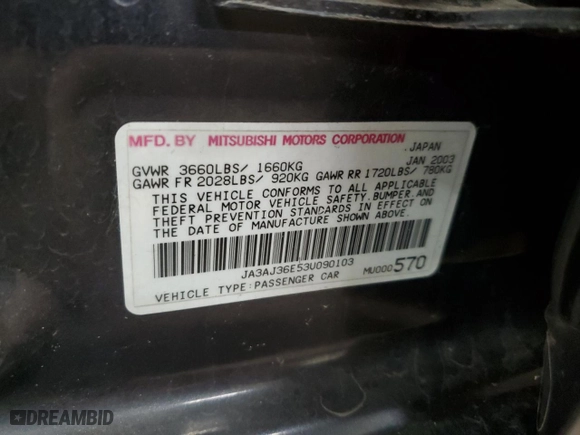 MFD. BY MITSUBISHI MOTORS CORPORATION
JAPAN
GVWR 3660LBS/ 1660KG JAN 2003
GAWR FR 2028LBS/ 920KG GAWR RR 1720LBS/ 780KG
THIS VEHICLE CONFORMS TO ALL APPLICABLE
FEDERAL MOTOR VEHICLE SAFETY, BUMPER, AND
THEFT PREVENTION STANDARDS IN EFFECT ON
THE DATE OF MANUFACTURE SHOWN ABOVE.
JA3AJ36E53U090103
MU000570
VEHICLE TYPE:PASSENGER CAR
DREAMBID